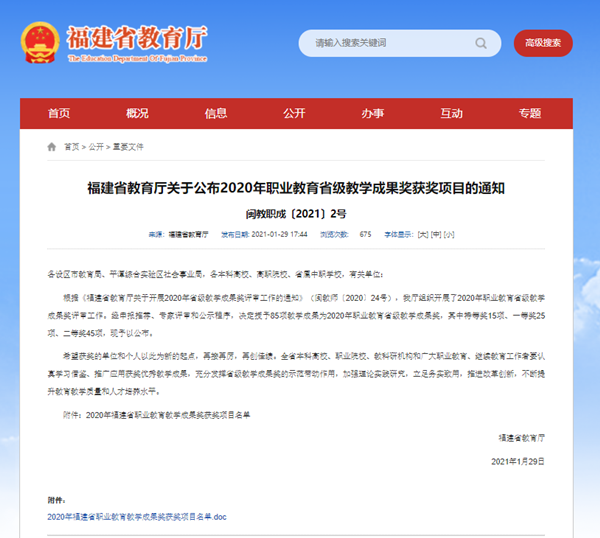 福建省教育厅
The Education Department Of Fujian Province
请输入搜索关键词
高级搜索
首页 概况 信息 公开 办事 互动 专题
首页 > 公开 > 重要文件
福建省教育厅关于公布2020年职业教育省级教学成果奖获奖项目的通知
闽教职成〔2021〕2号
来源： 福建省教育厅 发布日期: 2021-01-29 17:44 浏览次数: 675 字体显示： [大] [中] [小]
各设区市教育局、平潭综合实验区社会事业局，各本科高校、高职院校、省属中职学校，有关单位：
根据《福建省教育厅关于开展2020年省级教学成果奖评审工作的通知》（闽教师〔2020〕24号），我厅组织开展了2020年职业教育省级教学
成果奖评审工作。经申报推荐、专家评审和公示程序，决定授予85项教学成果为2020年职业教育省级教学成果奖，其中特等奖15项、一等奖25
项、二等奖45项，现予以公布。
希望获奖的单位和个人以此为新的起点，再接再厉，再创佳绩。全省本科高校、职业院校、教科研机构和广大职业教育、继续教育工作者要认
真学习借鉴、推广应用获奖优秀教学成果，充分发挥省级教学成果奖的示范带动作用，加强理论实践研究，立足务实致用，推进改革创新，不断提
升教育教学质量和人才培养水平。
附件：2020年福建省职业教育教学成果奖获奖项目名单
福建省教育厅
2021年1月29日
附件：
2020年福建省职业教育教学成果奖获奖项目名单.doc